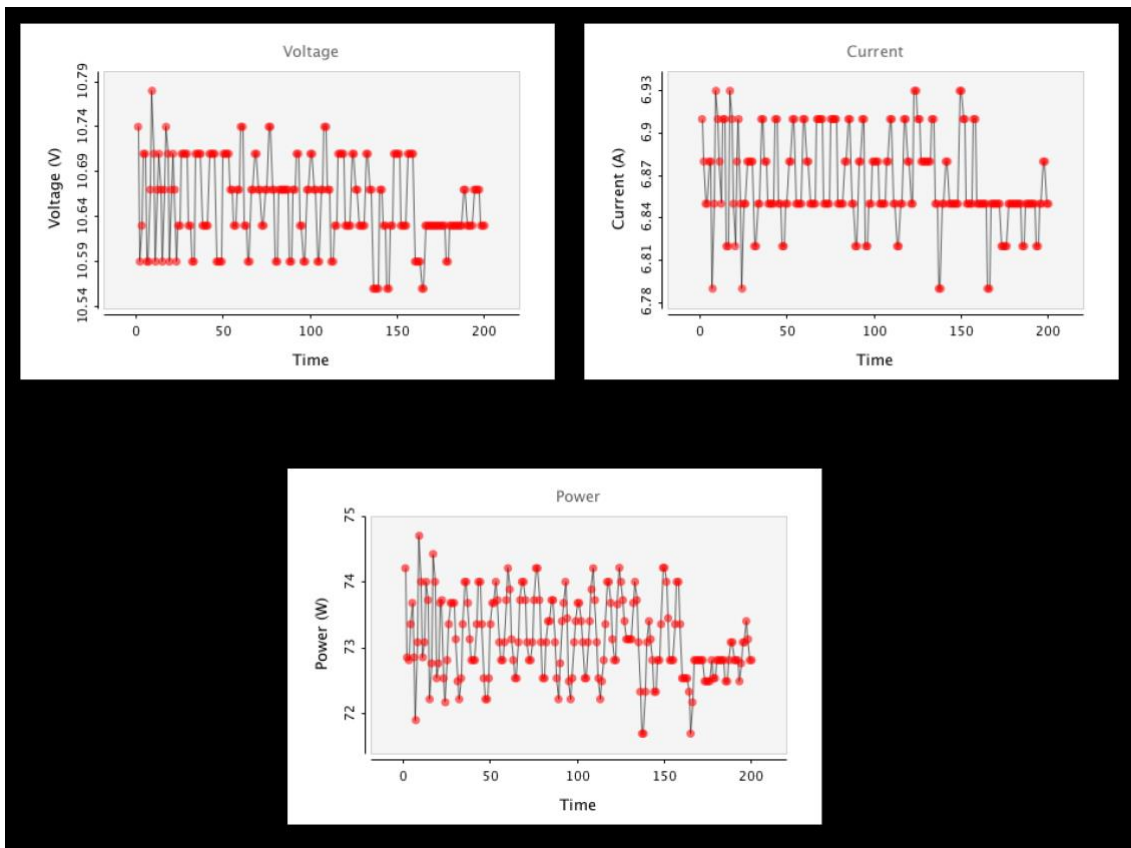 Voltage
10.79
10.74
10.69
10.64
10.59
10.54
Voltage (V)
0 50 100 150 200
Time
Current
6.93
6.9
6.87
6.84
6.81
6.78
Current (A)
0 50 100 150 200
Time
Power
75
74
73
72
Power (W)
0 50 100 150 200
Time